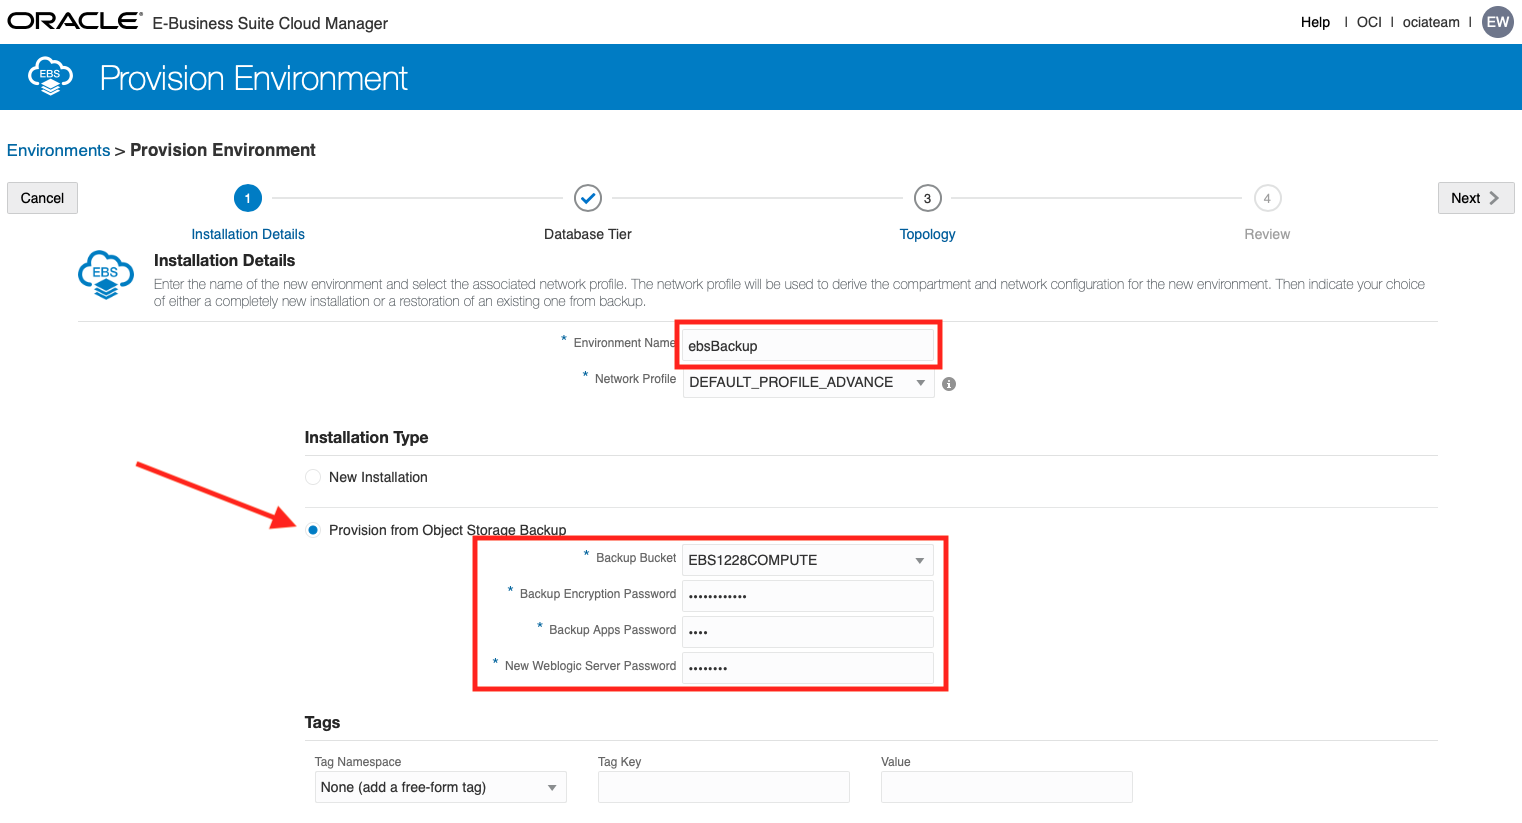 ORACLE® E-Business Suite Cloud Manager
Help | OCI | ociateam | EW
EBS
Provision Environment
Environments > Provision Environment
Cancel
1
3
4
Next
Installation Details
Database Tier
Topology
Review
EBS
Installation Details
Enter the name of the new environment and select the associated network profile. The network profile will be used to derive the compartment and network configuration for the new environment. Then indicate your choice
of either a completely new installation or a restoration of an existing one from backup.
* Environment Name ebsBackup
* Network Profile DEFAULT_PROFILE_ADVANCE i
Installation Type
New Installation
Provision from Object Storage Backup
* Backup Bucket EBS1228COMPUTE
* Backup Encryption Password ••••••••••••
* Backup Apps Password ••••
* New Weblogic Server Password ••••••••
Tags
Tag Namespace Tag Key Value
None (add a free-form tag)